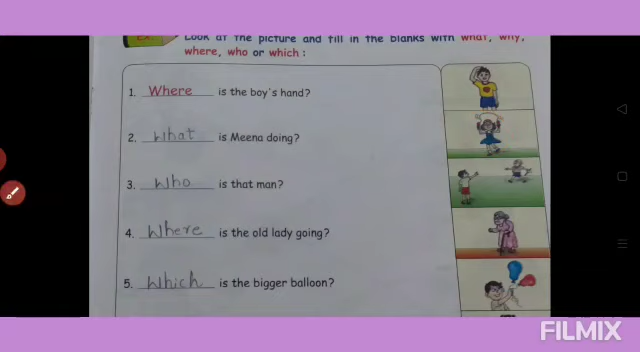 Look at the picture and fill in the blanks with what, why,
where, who or which :
1. Where is the boy's hand?
2. What is Meena doing?
3. Who is that man?
4. Where is the old lady going?
5. Which is the bigger balloon?
FILMIX